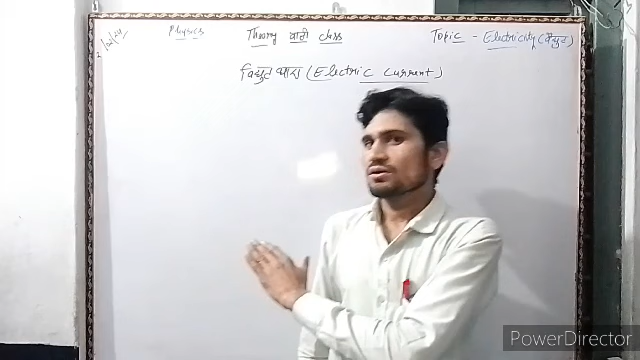 Physics Theory वाटी class Topic - Electricity (विद्युत)
विद्युत धारा (Electric Current)
PowerDirector